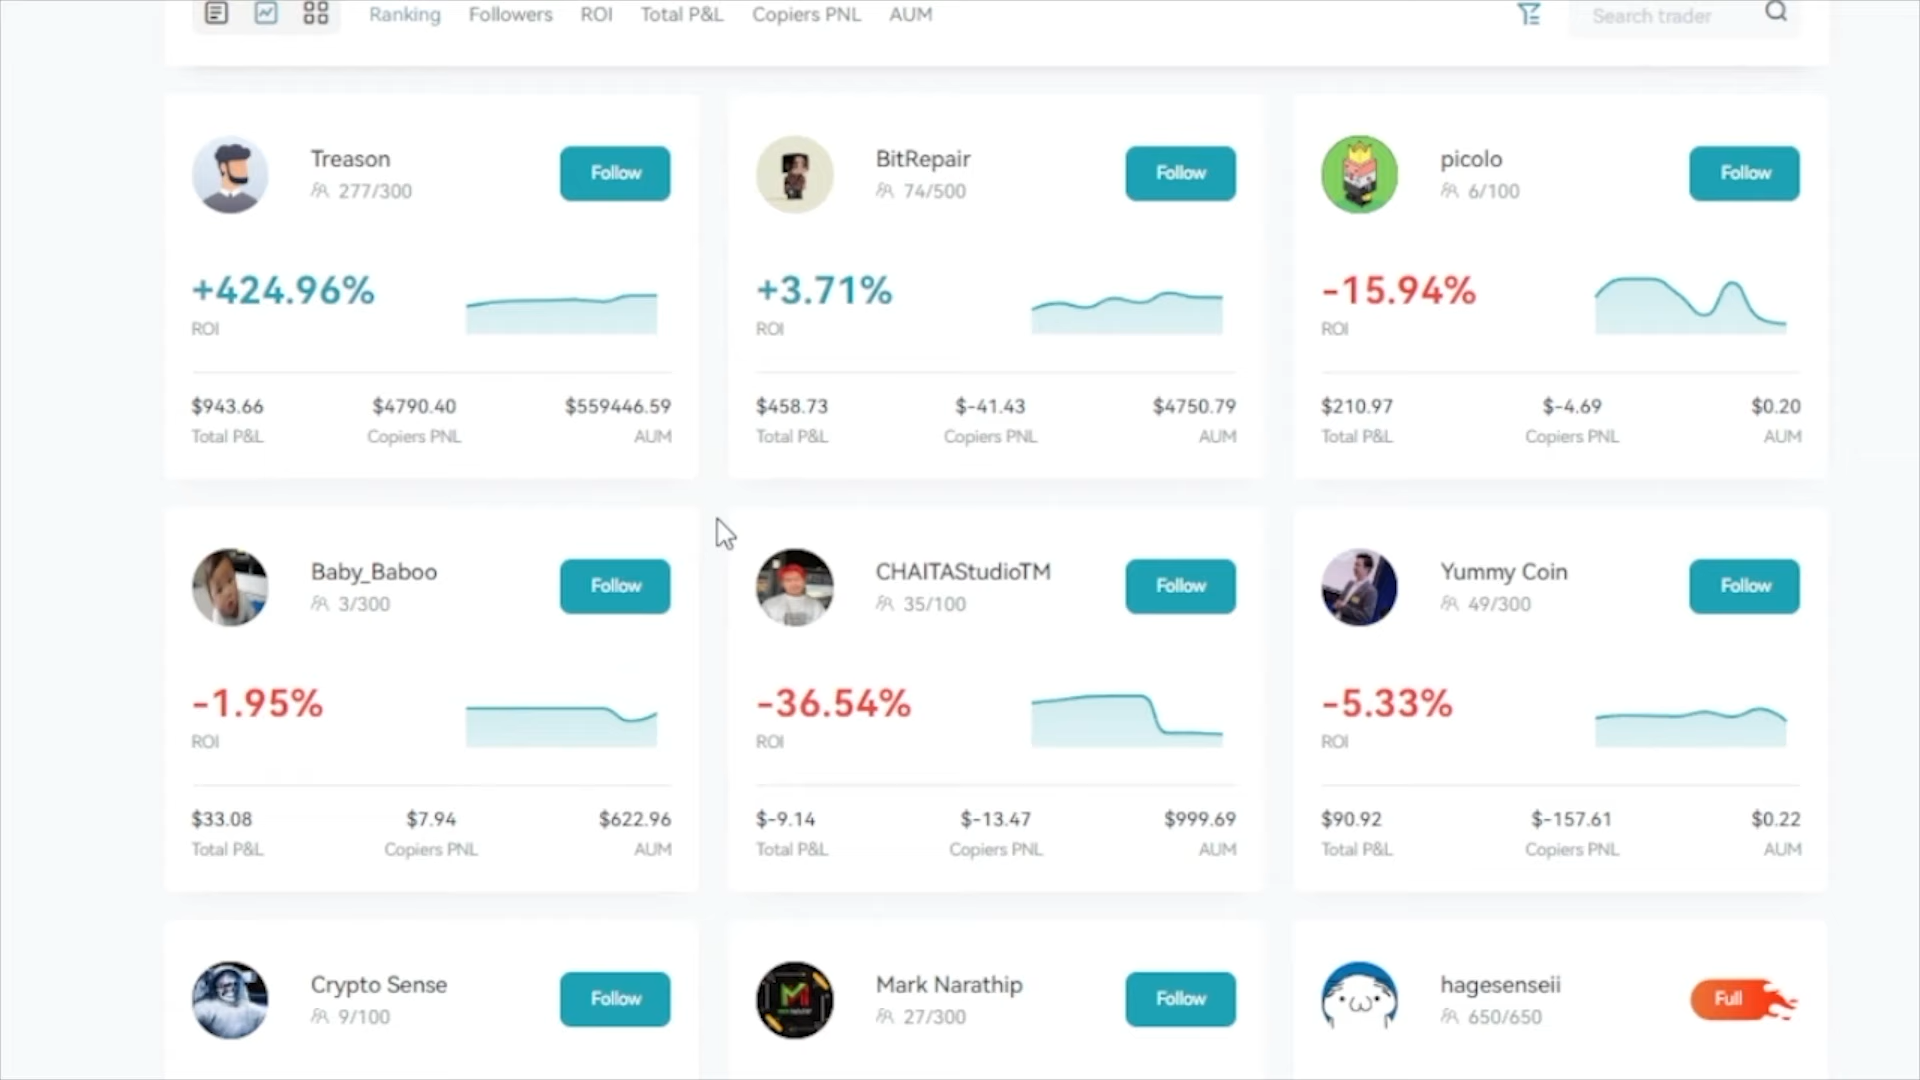 Ranking Followers ROI Total P&L Copiers PNL AUM Search trader
Treason Follow
277/300
+424.96%
ROI
$943.66 $4790.40 $559446.59
Total P&L Copiers PNL AUM
BitRepair Follow
74/500
+3.71%
ROI
$458.73 $-41.43 $4750.79
Total P&L Copiers PNL AUM
picolo Follow
6/100
-15.94%
ROI
$210.97 $-4.69 $0.20
Total P&L Copiers PNL AUM
Baby_Baboo Follow
3/300
-1.95%
ROI
$33.08 $7.94 $622.96
Total P&L Copiers PNL AUM
CHAITAStudioTM Follow
35/100
-36.54%
ROI
$-9.14 $-13.47 $999.69
Total P&L Copiers PNL AUM
Yummy Coin Follow
49/300
-5.33%
ROI
$90.92 $-157.61 $0.22
Total P&L Copiers PNL AUM
Crypto Sense Follow
9/100
Mark Narathip Follow
27/300
hagesenseii Full
650/650